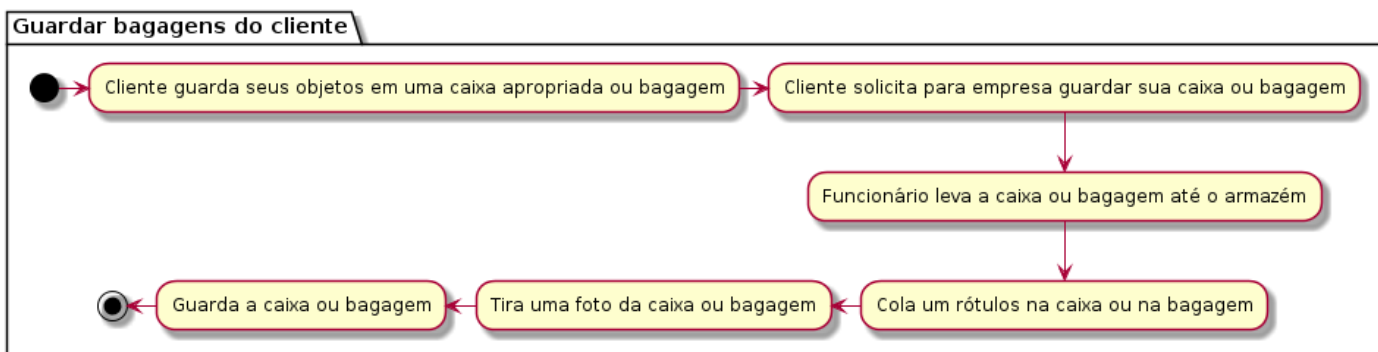 Guardar bagagens do cliente
Cliente guarda seus objetos em uma caixa apropriada ou bagagem
Cliente solicita para empresa guardar sua caixa ou bagagem
Funcionário leva a caixa ou bagagem até o armazém
Cola um rótulos na caixa ou na bagagem
Tira uma foto da caixa ou bagagem
Guarda a caixa ou bagagem